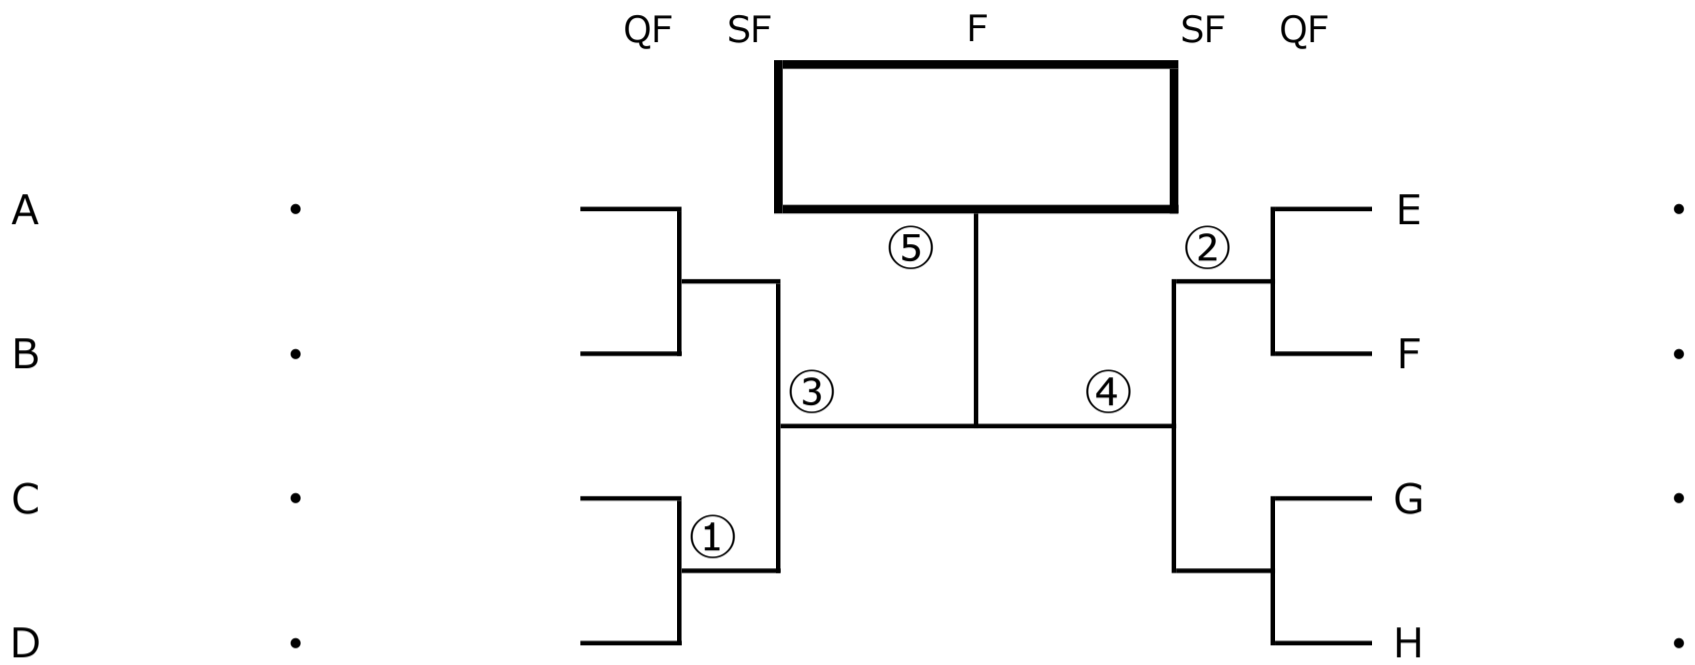 QF SF F SF QF
A • ⑤ ② E •
B • F •
③ ④
C • G •
①
D • H •